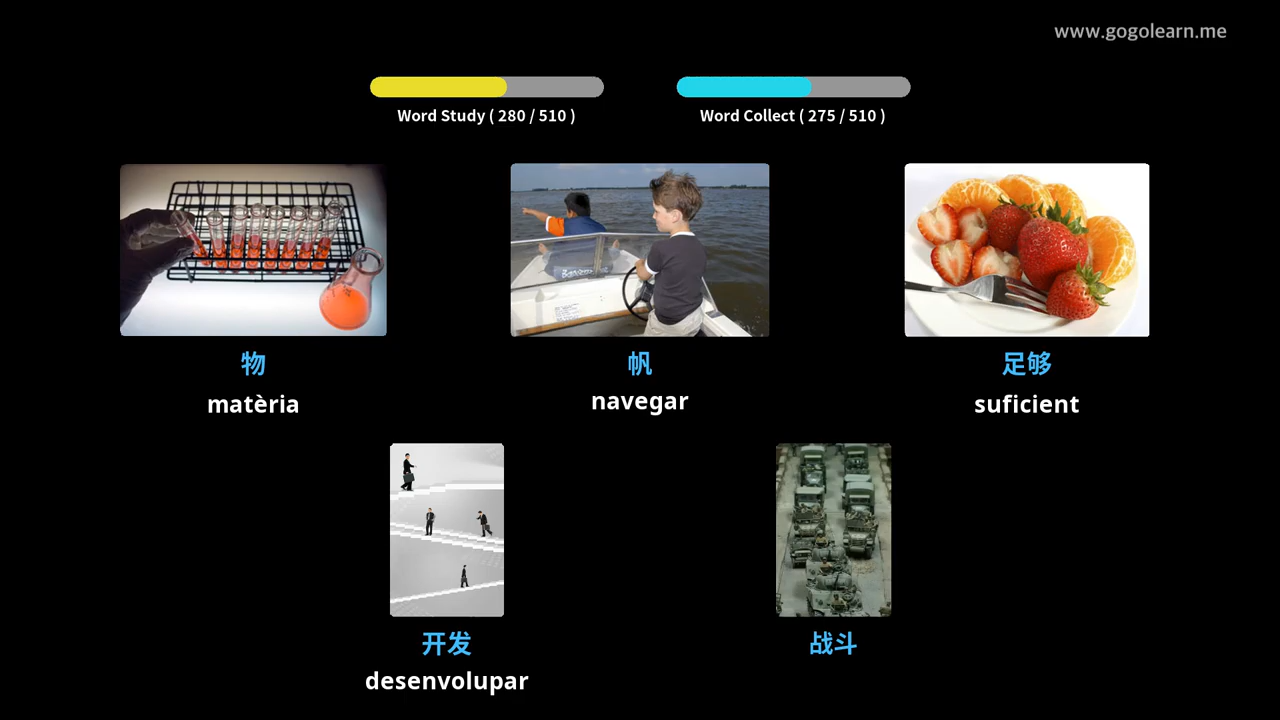 www.gogolearn.me
Word Study ( 280 / 510 )
Word Collect ( 275 / 510 )
物
帆
足够
matèria
navegar
suficient
开发
战斗
desenvolupar